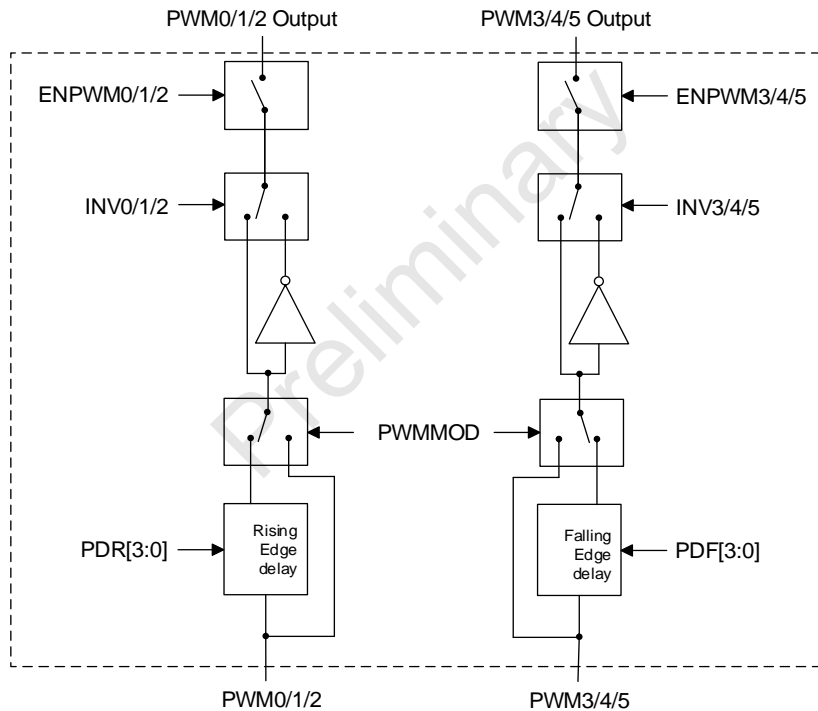 PWM0/1/2 Output
PWM3/4/5 Output
ENPWM0/1/2
ENPWM3/4/5
INV0/1/2
INV3/4/5
Preliminary
PWMMOD
PDR[3:0]
Rising
Edge
delay
Falling
Edge
delay
PDF[3:0]
PWM0/1/2
PWM3/4/5